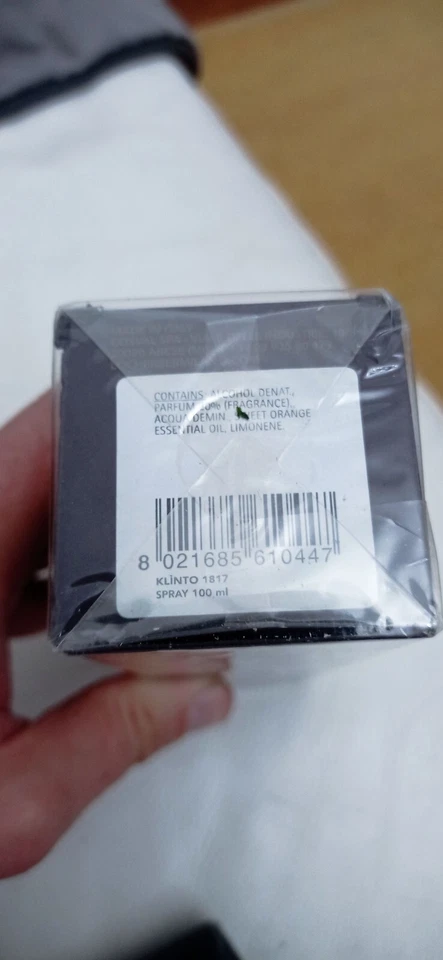 CONTAINS: ALCOHOL DENAT.,
PARFUM 20% (FRAGRANCE),
ACQUA DEMIN. SWEET ORANGE
ESSENTIAL OIL, LIMONENE.
8 021685 610447
KLÎNTO 1817
SPRAY 100 ml